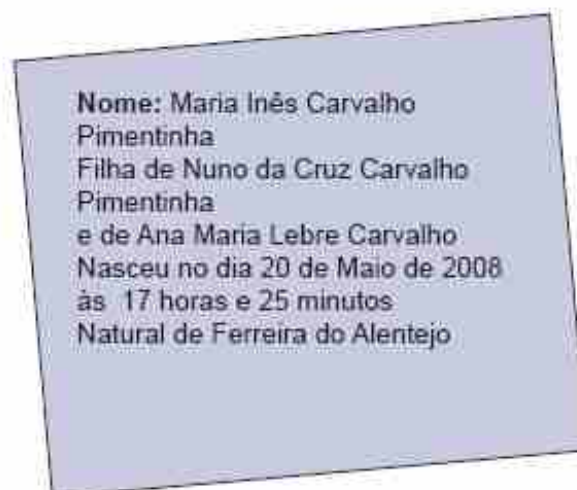 Nome: Maria Inês Carvalho
Pimentinha
Filha de Nuno da Cruz Carvalho
Pimentinha
e de Ana Maria Lebre Carvalho
Nasceu no dia 20 de Maio de 2008
às 17 horas e 25 minutos
Natural de Ferreira do Alentejo